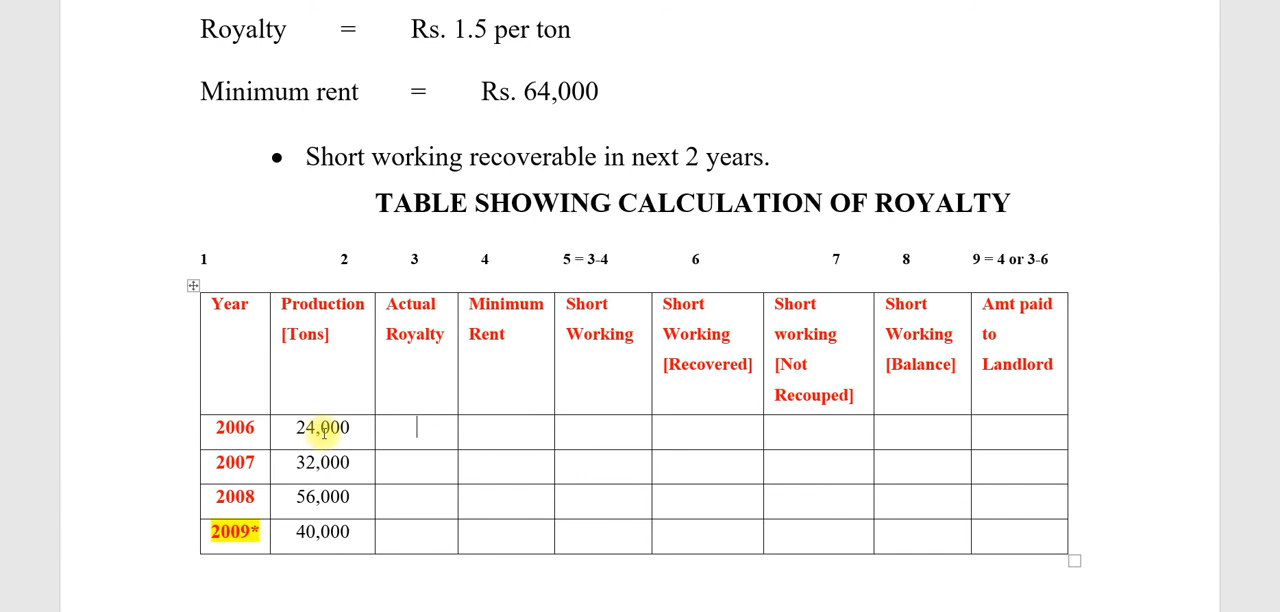 Royalty = Rs. 1.5 per ton
Minimum rent = Rs. 64,000
• Short working recoverable in next 2 years.
TABLE SHOWING CALCULATION OF ROYALTY
1 2 3 4 5 = 3-4 6 7 8 9 = 4 or 3-6
Year Production Actual Minimum Short Short Short Short Amt paid
[Tons] Royalty Rent Working Working working Working to
[Recovered] [Not [Balance] Landlord
Recouped]
2006 24,000
2007 32,000
2008 56,000
2009* 40,000